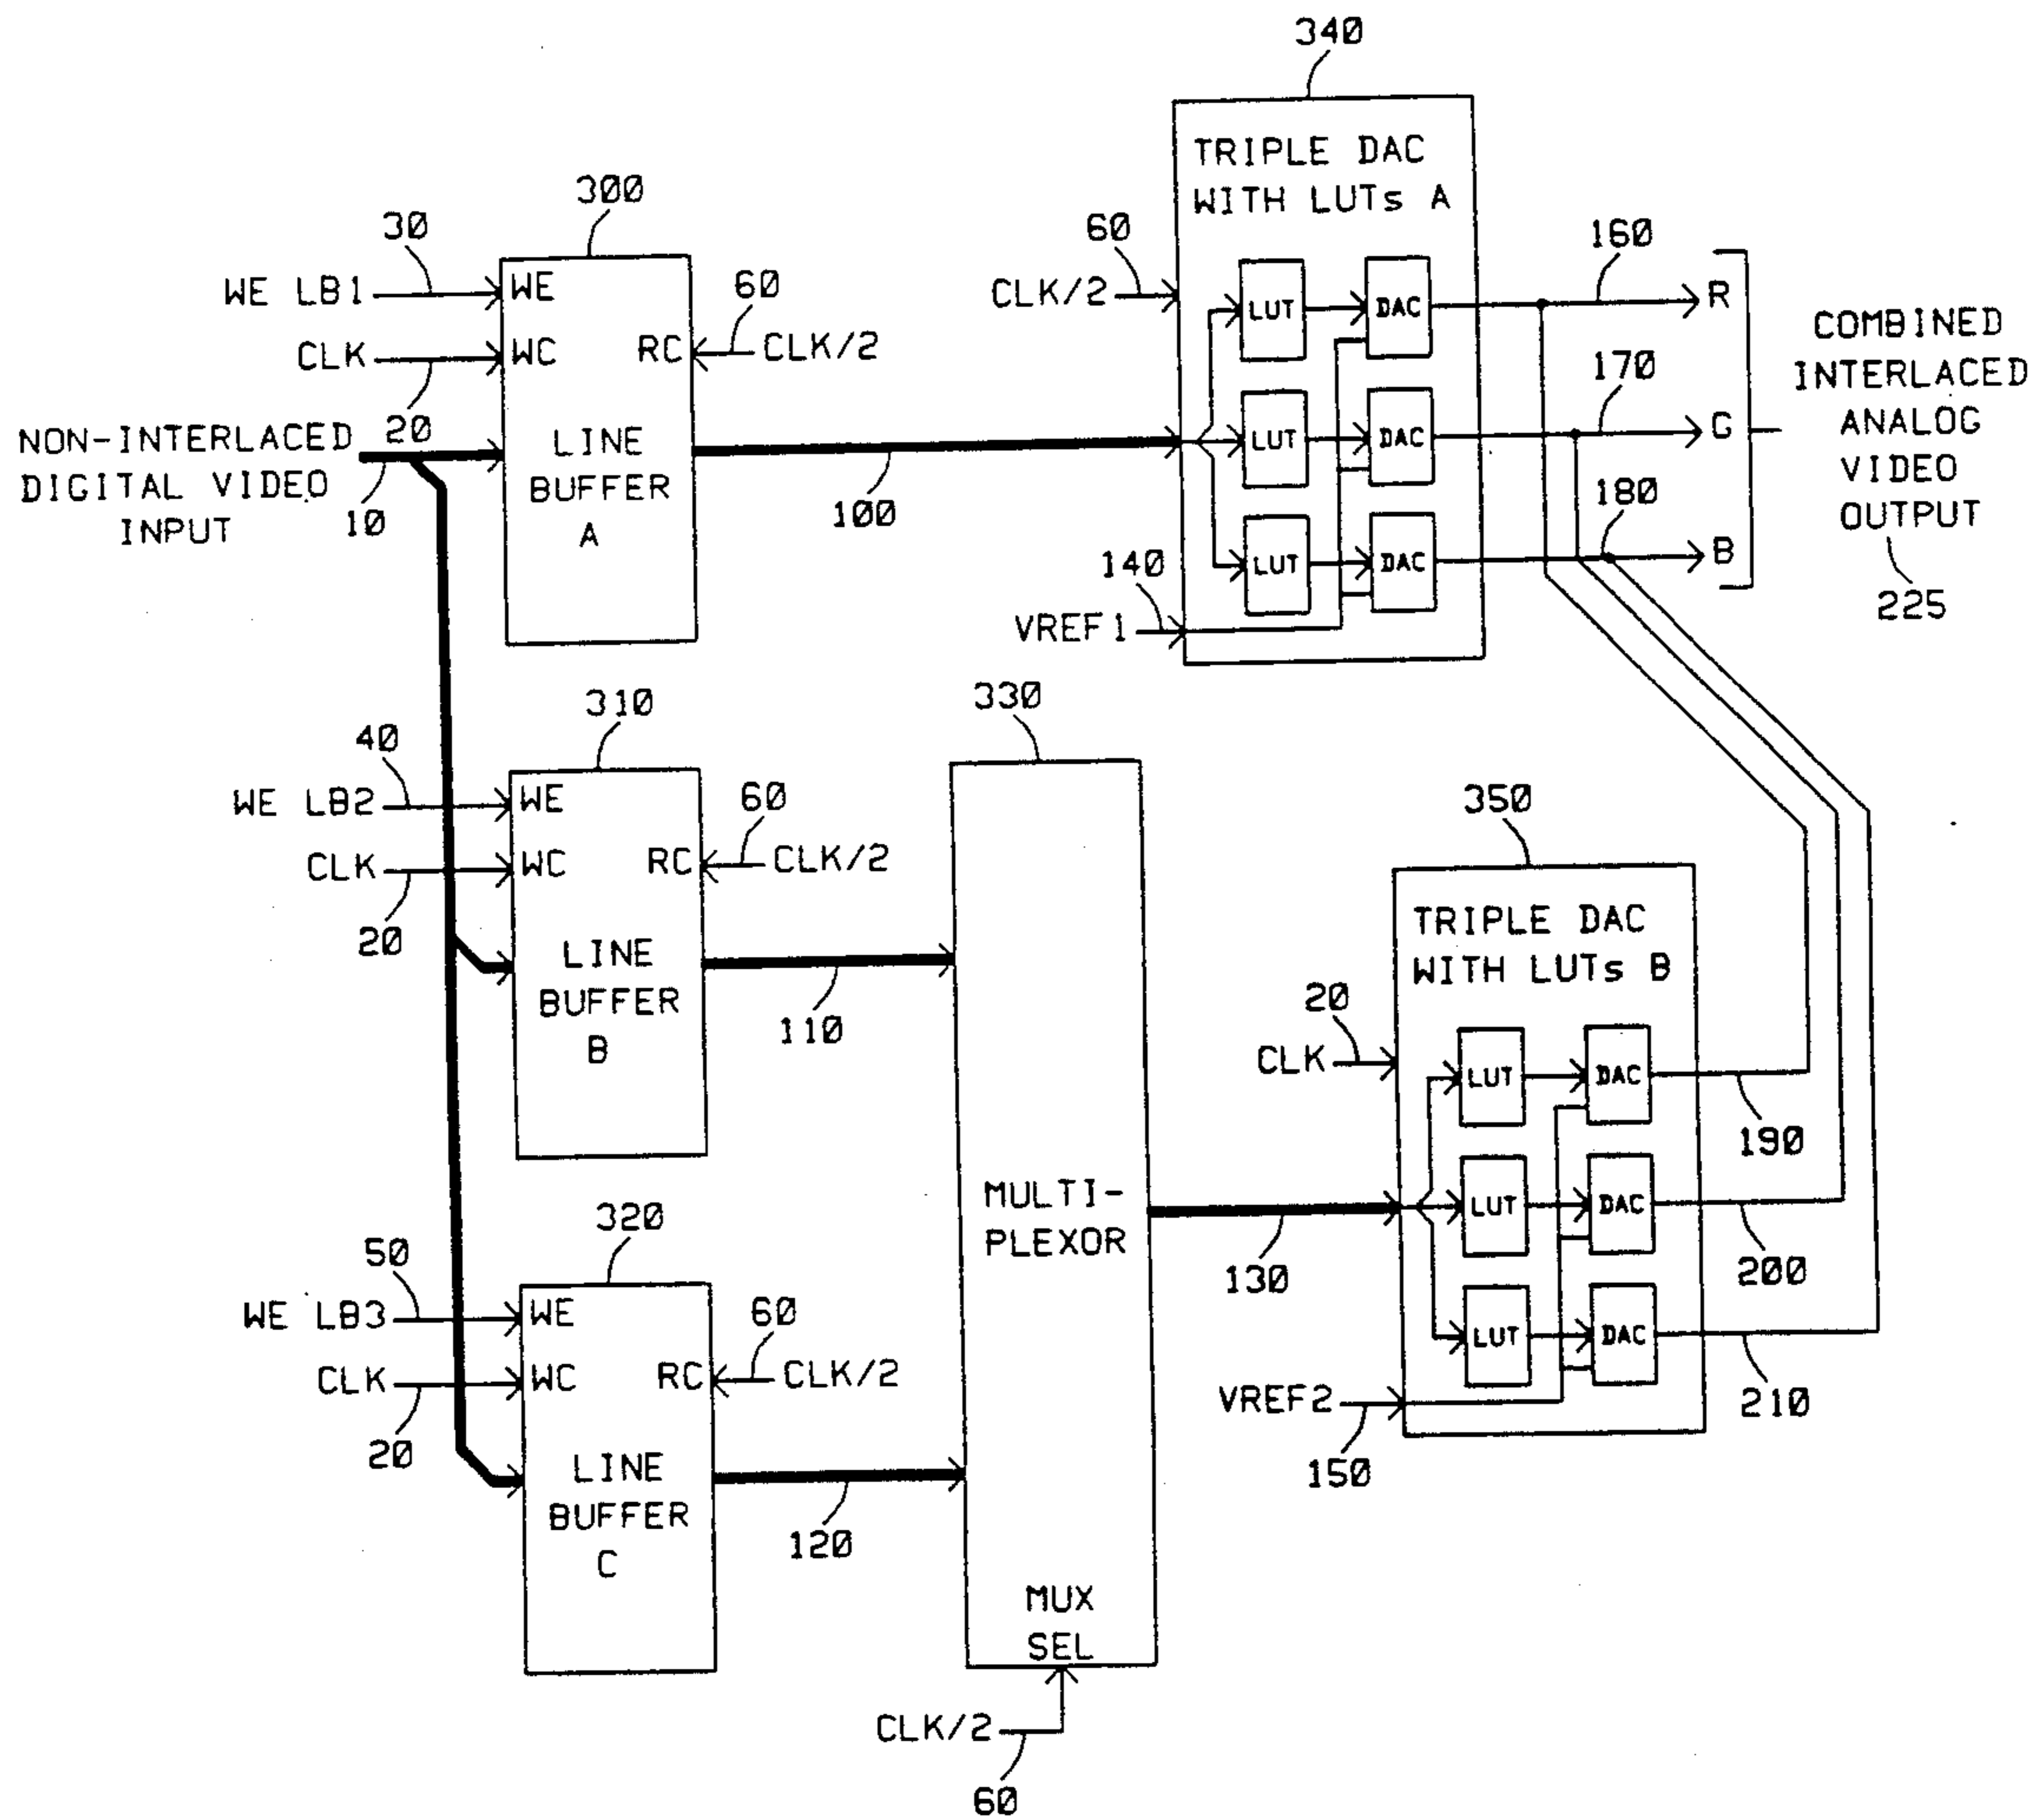 340
TRIPLE DAC
WITH LUTs A
300
30
WE LB1
WE
60
CLK/2
60
CLK/2
RC
CLK
WC
20
LUT
DAC
160
R
LUT
DAC
170
G
LUT
DAC
180
B
COMBINED
INTERLACED
ANALOG
VIDEO
OUTPUT
225
NON-INTERLACED
DIGITAL VIDEO
INPUT
10
LINE
BUFFER
A
100
140
VREF1
310
40
WE LB2
WE
60
CLK/2
RC
CLK
WC
20
LINE
BUFFER
B
110
330
MULTI-
PLEXOR
MUX
SEL
CLK/2
60
130
350
TRIPLE DAC
WITH LUTs B
20
CLK
LUT
DAC
190
LUT
DAC
200
LUT
DAC
210
VREF2
150
320
50
WE LB3
WE
60
CLK/2
RC
CLK
WC
20
LINE
BUFFER
C
120